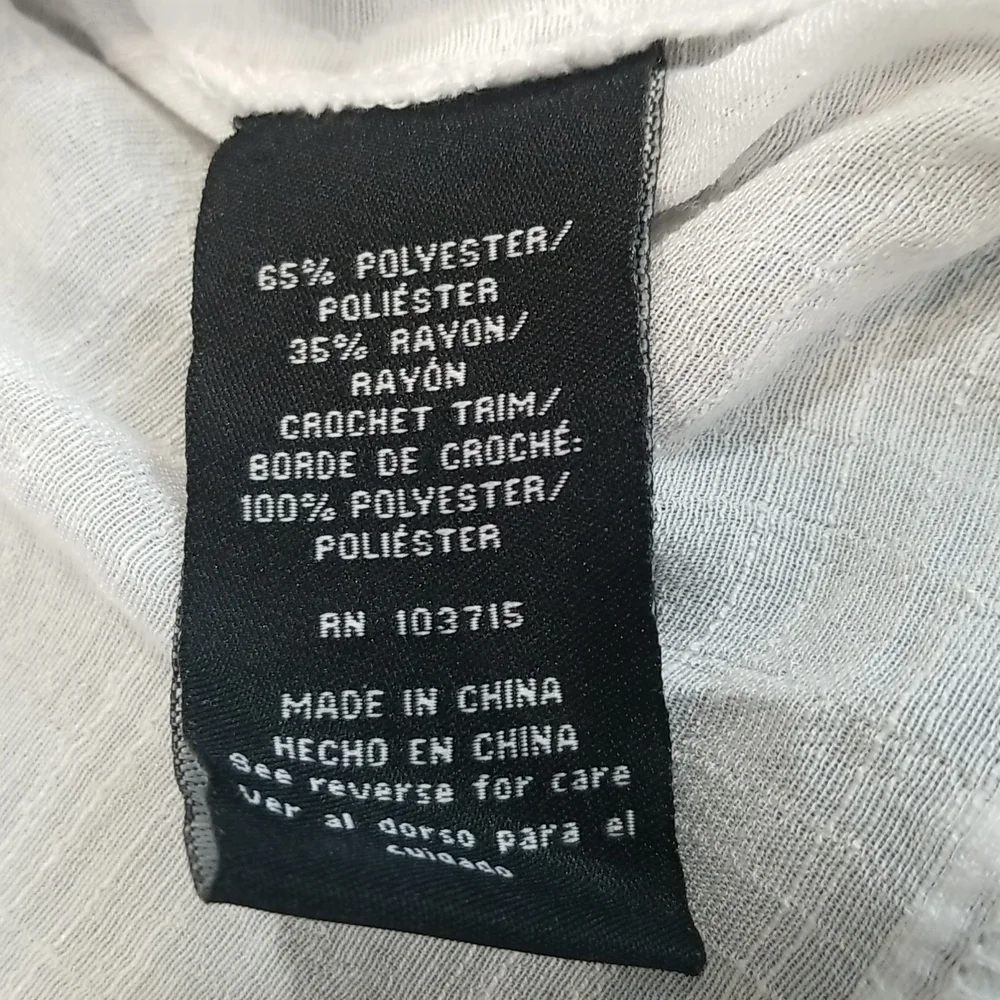 65% POLYESTER/
POLIÉSTER
35% RAYON/
RAYÓN
CROCHET TRIM/
BORDE DE CROCHÉ:
100% POLYESTER/
POLIÉSTER
RN 103715
MADE IN CHINA
HECHO EN CHINA
See reverse for care
Ver al dorso para el
cuidado